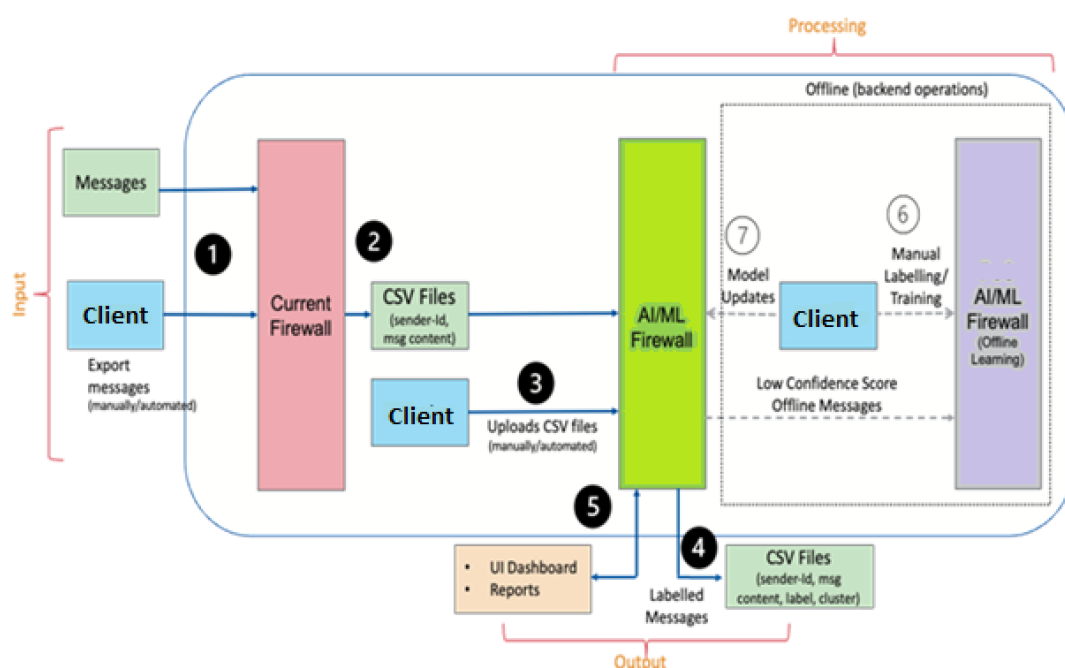 Processing
Offline (backend operations)
Input
Messages
1
Client
Export
messages
(manually/automated)
Current
Firewall
2
CSV Files
(sender-Id,
msg content)
Client
3
Uploads CSV files
(manually/automated)
AI/ML
Firewall
7
Model
Updates
Client
6
Manual
Labelling/
Training
AI/ML
Firewall
(Offline
Learning)
Low Confidence Score
Offline Messages
5
• UI Dashboard
• Reports
4
Labelled
Messages
CSV Files
(sender-Id, msg
content, label, cluster)
Output